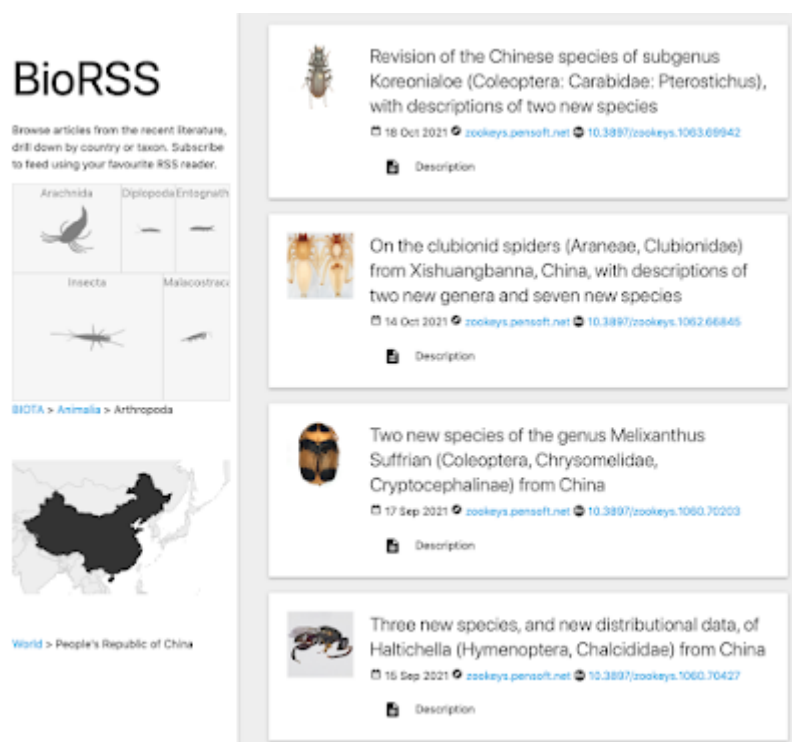 BioRSS
Browse articles from the recent literature,
drill down by country or taxon. Subscribe
to feed using your favourite RSS reader.
Arachnida
Diplopoda
Entognath
Insecta
Malacostraca
BIOTA > Animalia > Arthropoda
World > People's Republic of China
Revision of the Chinese species of subgenus
Koreonialoe (Coleoptera: Carabidae: Pterostichus),
with descriptions of two new species
18 Oct 2021 zookeys.pensoft.net 10.3897/zookeys.1063.69942
Description
On the clubionid spiders (Araneae, Clubionidae)
from Xishuangbanna, China, with descriptions of
two new genera and seven new species
14 Oct 2021 zookeys.pensoft.net 10.3897/zookeys.1062.66845
Description
Two new species of the genus Melixanthus
Suffrian (Coleoptera, Chrysomelidae,
Cryptocephalinae) from China
17 Sep 2021 zookeys.pensoft.net 10.3897/zookeys.1060.70203
Description
Three new species, and new distributional data, of
Haltichella (Hymenoptera, Chalcididae) from China
15 Sep 2021 zookeys.pensoft.net 10.3897/zookeys.1060.70427
Description